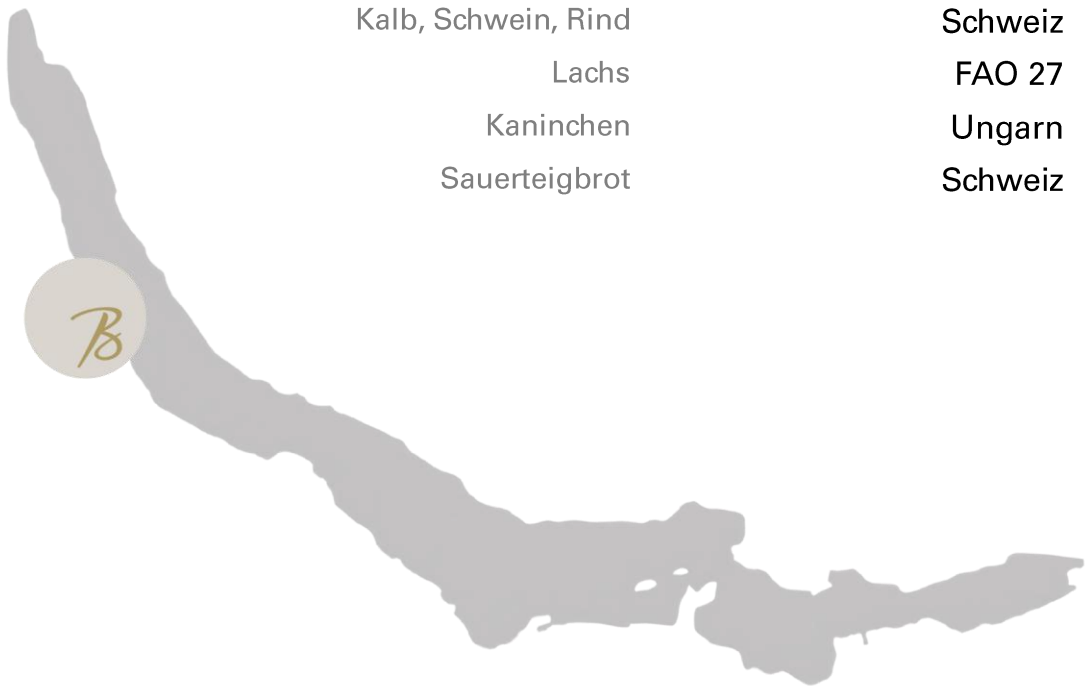 Kalb, Schwein, Rind Schweiz
Lachs FAO 27
Kaninchen Ungarn
Sauerteigbrot Schweiz
B